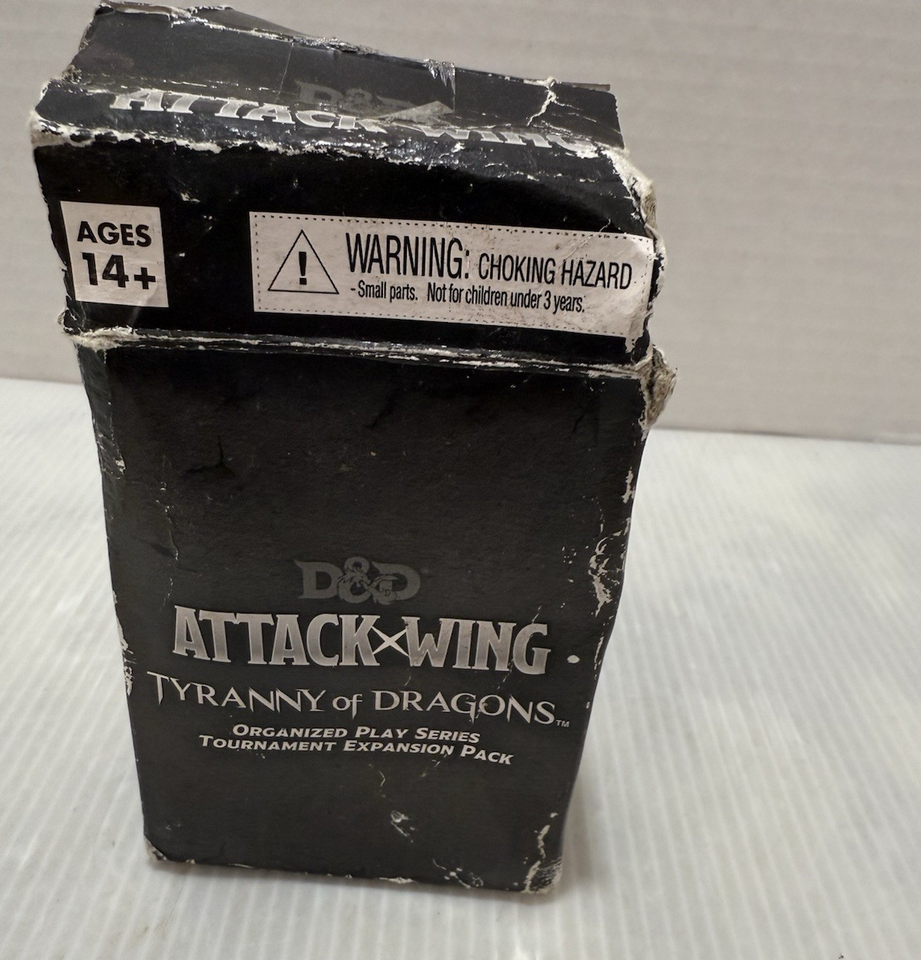 D&D
ATTACK WING
AGES
14+
WARNING: CHOKING HAZARD
- Small parts. Not for children under 3 years.
D&D
ATTACK WING
TYRANNY of DRAGONS™
ORGANIZED PLAY SERIES
TOURNAMENT EXPANSION PACK